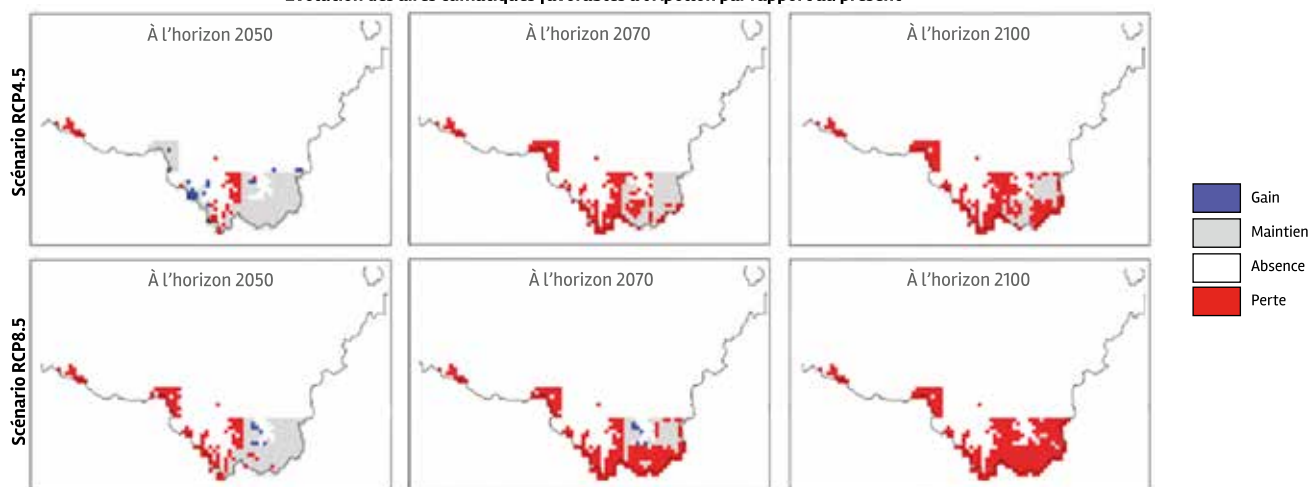 Scénario RCP4.5
À l'horizon 2050
À l'horizon 2070
À l'horizon 2100
Scénario RCP8.5
À l'horizon 2050
À l'horizon 2070
À l'horizon 2100
Gain
Maintien
Absence
Perte